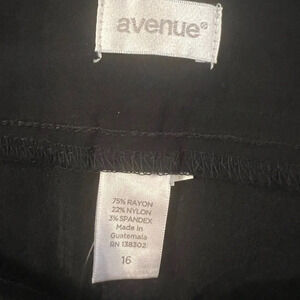 avenue®
75% RAYON
22% NYLON
3% SPANDEX
Made in
Guatemala
RN 138302
16